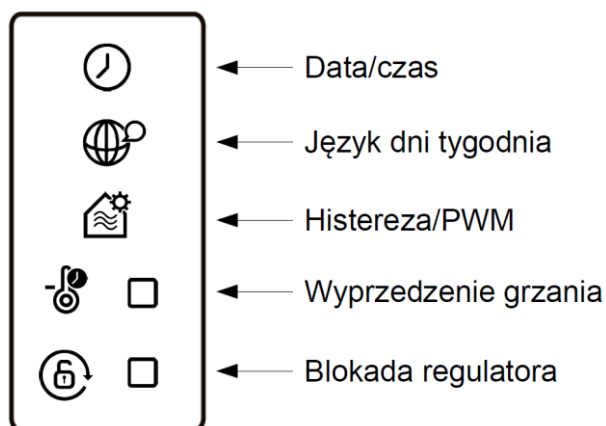 Data/czas
Język dni tygodnia
Histereza/PWM
Wyprzedzenie grzania
Blokada regulatora